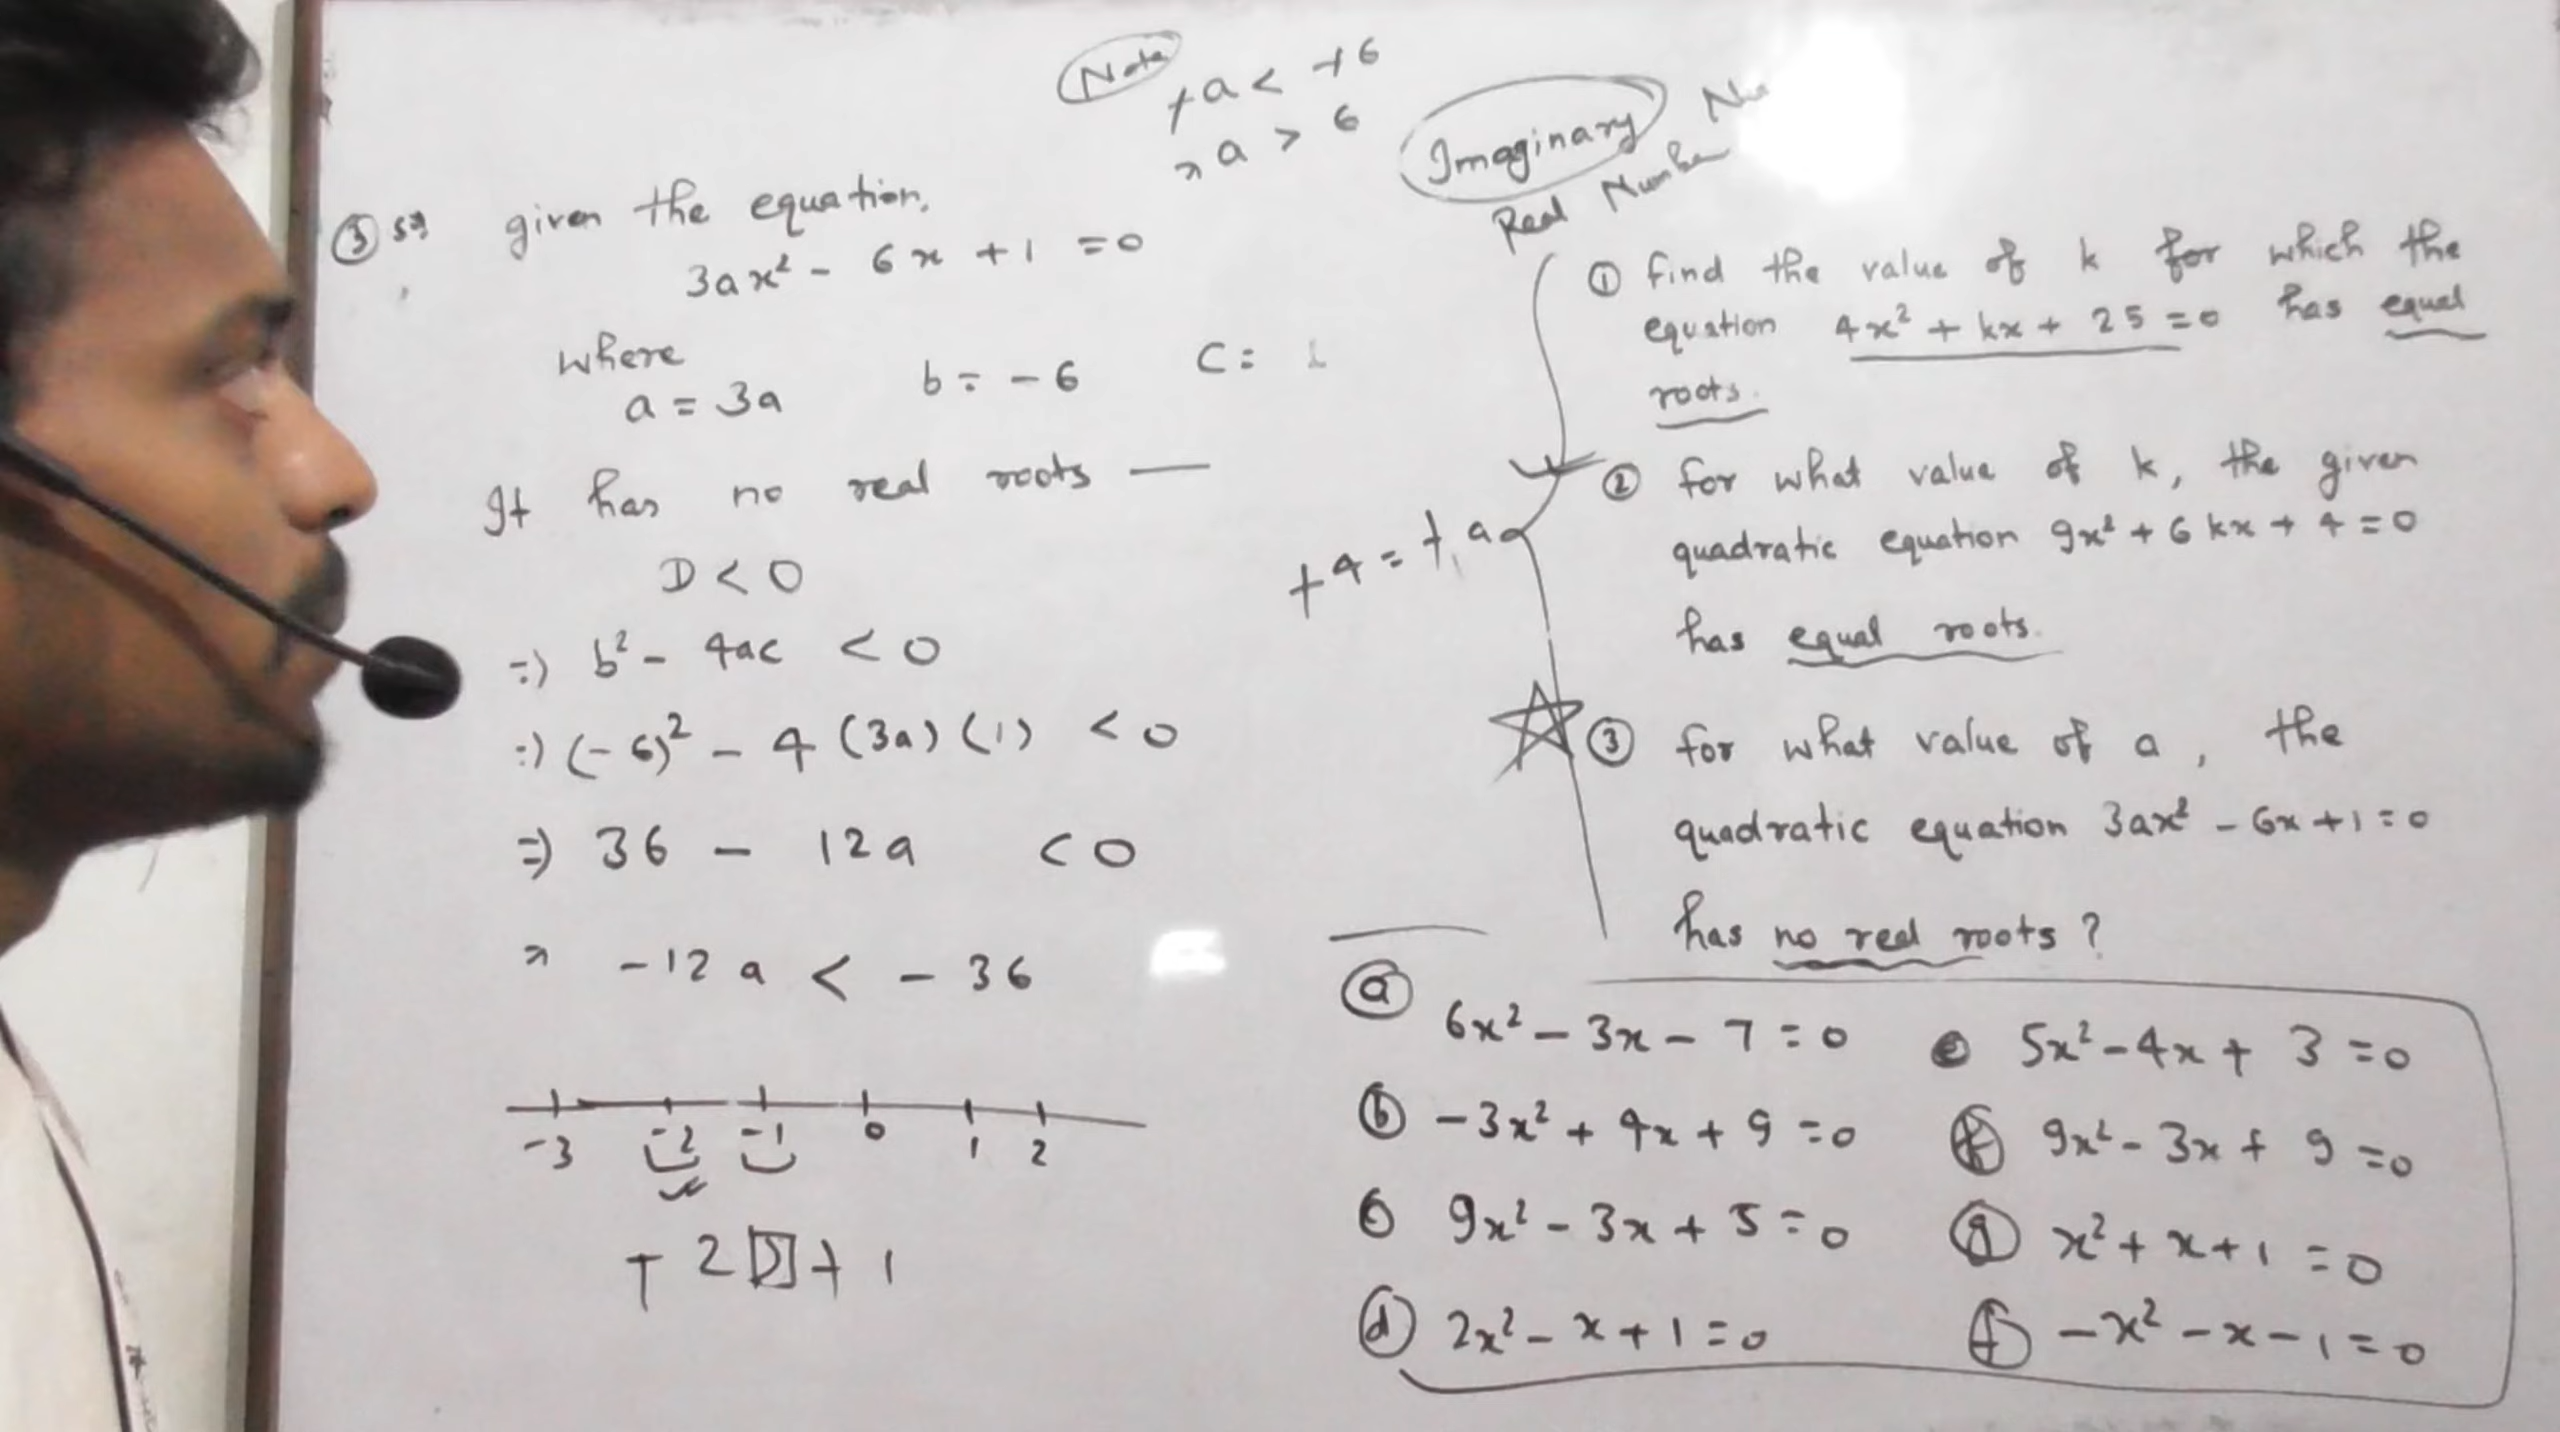 Note
+a < +6
a > 6
Imaginary
Real Number
③ given the equation,
3ax² - 6x + 1 = 0
where
a = 3a b = -6 c =
It has no real roots —
D < 0
⇒ b² - 4ac < 0
⇒ (-6)² - 4 (3a) (1) < 0
⇒ 36 - 12a < 0
-12a < -36
-3 -2 -1 0 1 2
+ 2 > + 1
+4 = +
① find the value of k for which the
equation 4x² + kx + 25 = 0 has equal
roots.
② for what value of k, the given
quadratic equation 9x² + 6kx + 4 = 0
has equal roots.
③ for what value of a, the
quadratic equation 3ax² - 6x + 1 = 0
has no real roots?
ⓐ 6x² - 3x - 7 = 0
ⓑ -3x² + 4x + 9 = 0
ⓒ 9x² - 3x + 5 = 0
ⓓ 2x² - x + 1 = 0
ⓔ 5x² - 4x + 3 = 0
9x² - 3x + 9 = 0
ⓖ x² + x + 1 = 0
-x² - x - 1 = 0